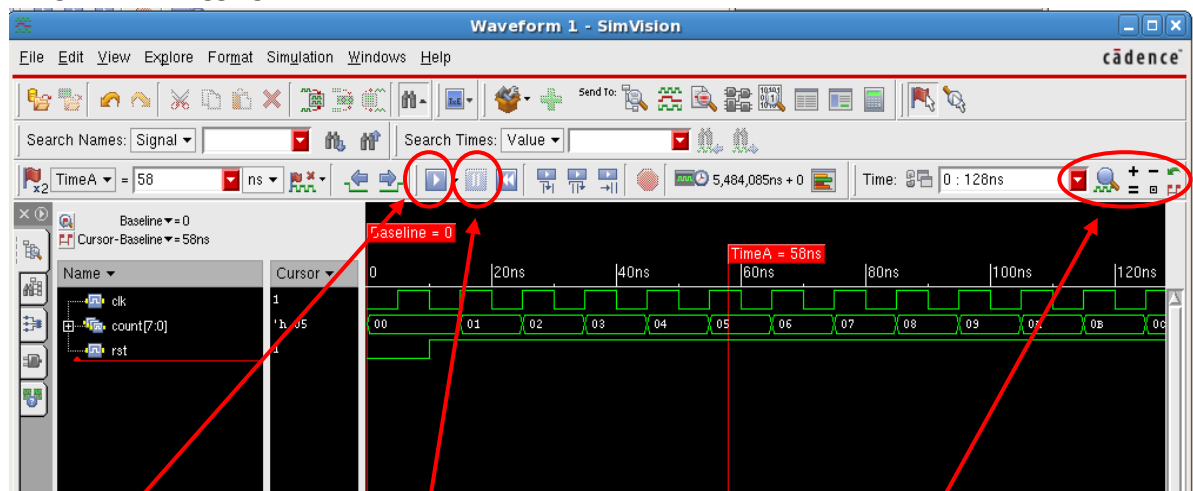 Waveform 1 - SimVision
File Edit View Explore Format Simulation Windows Help
cādence
Send To:
Search Names: Signal
Search Times: Value
x2 TimeA = 58 ns
5,484,085ns + 0
Time: 0 : 128ns
Baseline = 0
Cursor-Baseline = 58ns
Baseline = 0
TimeA = 58ns
Name Cursor
0 20ns 40ns 60ns 80ns 100ns 120ns
clk 1
count[7:0] 'h 05 00 01 02 03 04 05 06 07 08 09 0A 0B 0C
rst 1